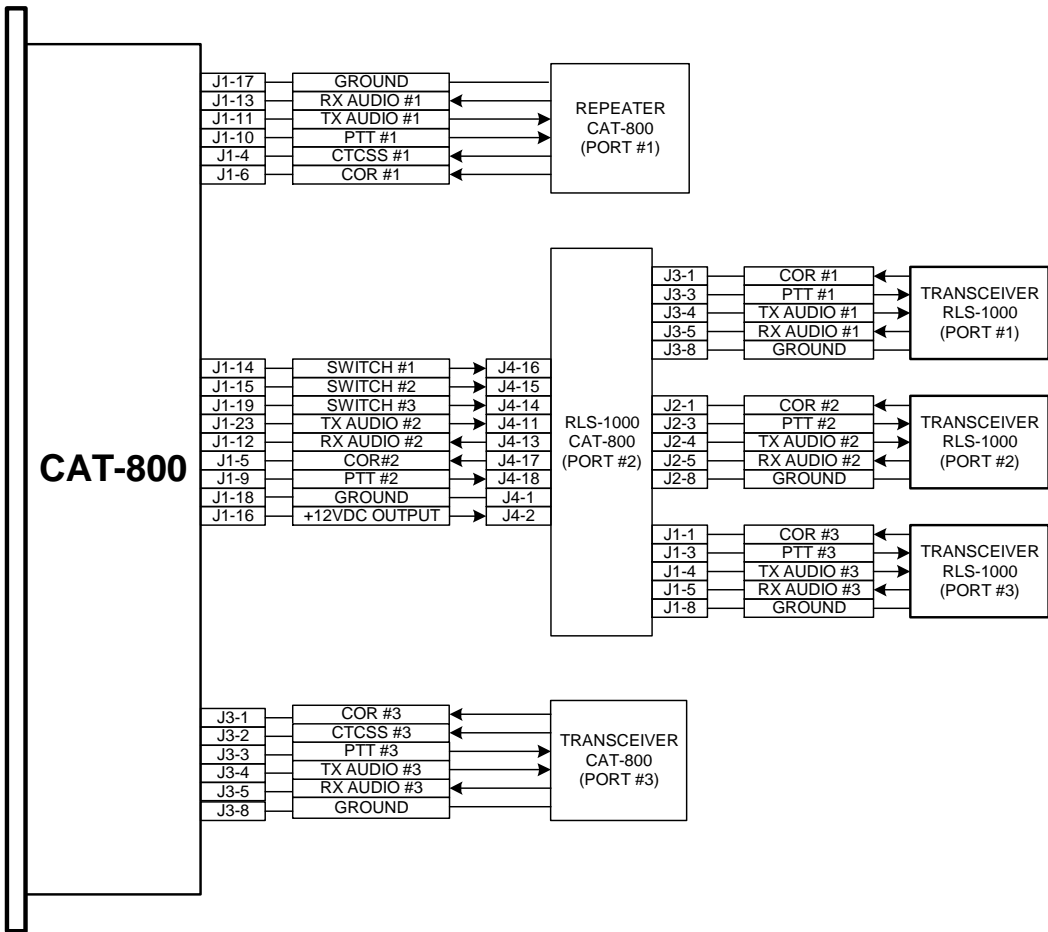 CAT-800
J1-17 GROUND
J1-13 RX AUDIO #1
J1-11 TX AUDIO #1
J1-10 PTT #1
J1-4 CTCSS #1
J1-6 COR #1
REPEATER
CAT-800
(PORT #1)
J1-14 SWITCH #1 J4-16
J1-15 SWITCH #2 J4-15
J1-19 SWITCH #3 J4-14
J1-23 TX AUDIO #2 J4-11
J1-12 RX AUDIO #2 J4-13
J1-5 COR#2 J4-17
J1-9 PTT #2 J4-18
J1-18 GROUND J4-1
J1-16 +12VDC OUTPUT J4-2
RLS-1000
CAT-800
(PORT #2)
J3-1 COR #1
J3-3 PTT #1
J3-4 TX AUDIO #1
J3-5 RX AUDIO #1
J3-8 GROUND
TRANSCEIVER
RLS-1000
(PORT #1)
J2-1 COR #2
J2-3 PTT #2
J2-4 TX AUDIO #2
J2-5 RX AUDIO #2
J2-8 GROUND
TRANSCEIVER
RLS-1000
(PORT #2)
J1-1 COR #3
J1-3 PTT #3
J1-4 TX AUDIO #3
J1-5 RX AUDIO #3
J1-8 GROUND
TRANSCEIVER
RLS-1000
(PORT #3)
J3-1 COR #3
J3-2 CTCSS #3
J3-3 PTT #3
J3-4 TX AUDIO #3
J3-5 RX AUDIO #3
J3-8 GROUND
TRANSCEIVER
CAT-800
(PORT #3)